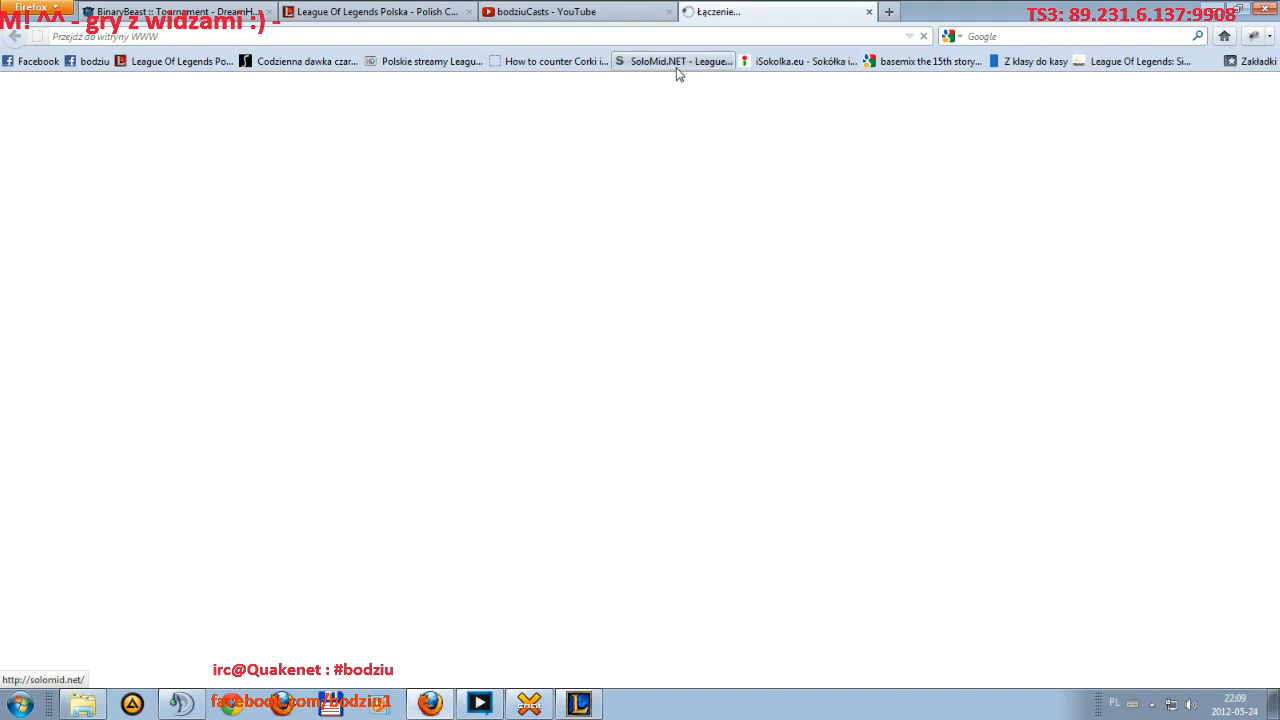 Firefox
M! ^^ - gry z widzami :) -
BinaryBeast :: Tournament - DreamH...
League Of Legends Polska - Polish C...
bodziuCasts - YouTube
Łączenie...
TS3: 89.231.6.137:9908
Przejdź do witryny WWW
Google
Facebook
bodziu
League Of Legends Po...
Codzienna dawka czar...
Polskie streamy Leagu...
How to counter Corki i...
SoloMid.NET - League...
iSokolka.eu - Sokółka i...
basemix the 15th story...
Z klasy do kasy
League Of Legends: Si...
Zakładki
irc@Quakenet : #bodziu
http://solomid.net/
facebook.com/bodziu1
PL
22:09
2012-05-24